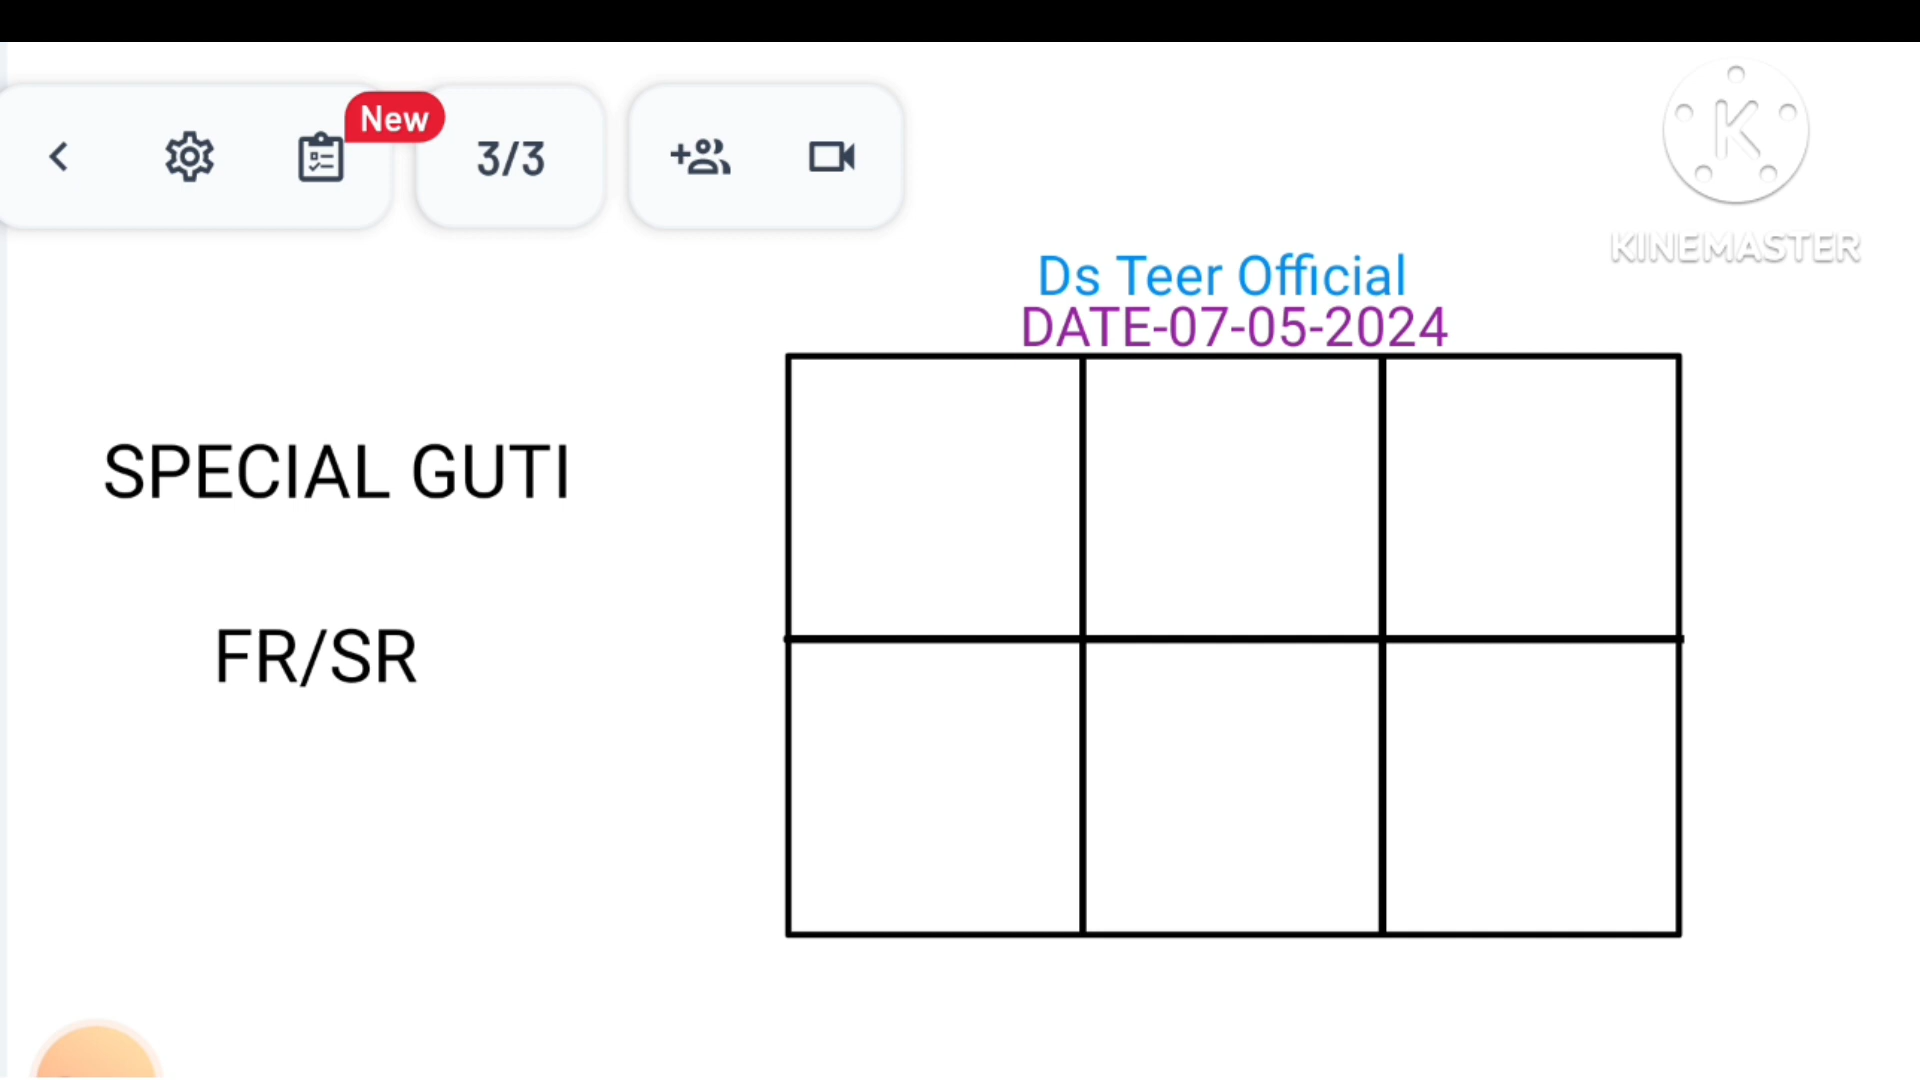 New
3/3
KINEMASTER
Ds Teer Official
DATE-07-05-2024
SPECIAL GUTI
FR/SR